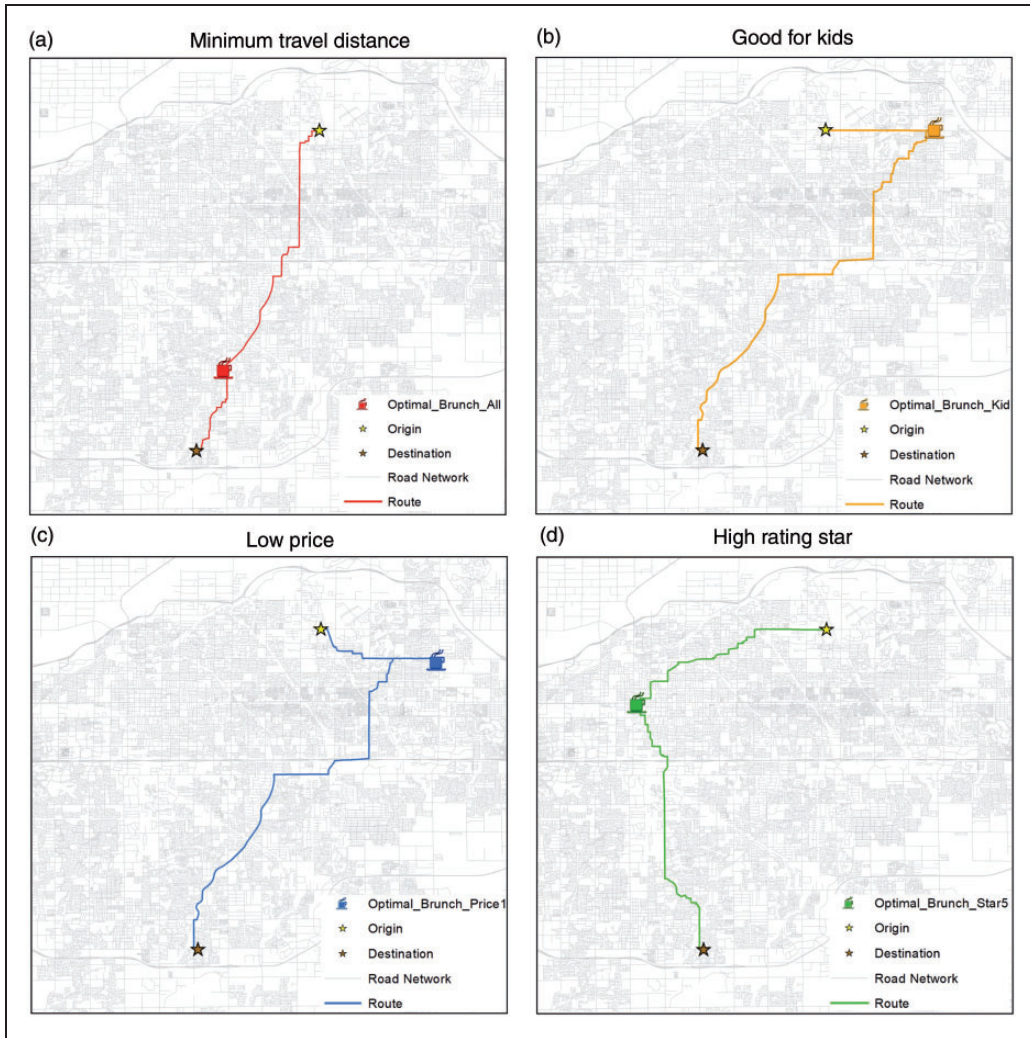 (a)
Minimum travel distance
Optimal_Brunch_All
Origin
Destination
Road Network
Route
(b)
Good for kids
Optimal_Brunch_Kid
Origin
Destination
Road Network
Route
(c)
Low price
Optimal_Brunch_Price1
Origin
Destination
Road Network
Route
(d)
High rating star
Optimal_Brunch_Star5
Origin
Destination
Road Network
Route